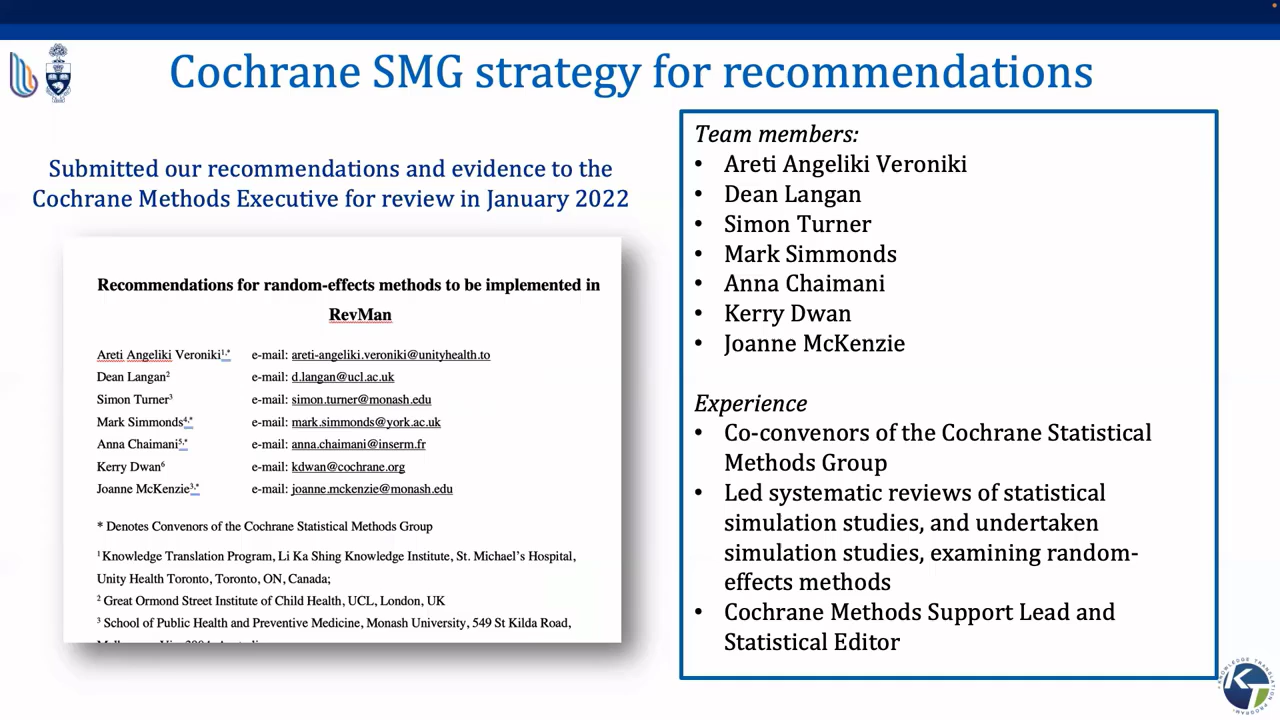 Cochrane SMG strategy for recommendations
Submitted our recommendations and evidence to the
Cochrane Methods Executive for review in January 2022
Recommendations for random-effects methods to be implemented in
RevMan
Areti Angeliki Veroniki¹,* e-mail: areti-angeliki.veroniki@unityhealth.to
Dean Langan² e-mail: d.langan@ucl.ac.uk
Simon Turner³ e-mail: simon.turner@monash.edu
Mark Simmonds⁴,* e-mail: mark.simmonds@york.ac.uk
Anna Chaimani⁵,* e-mail: anna.chaimani@inserm.fr
Kerry Dwan⁶ e-mail: kdwan@cochrane.org
Joanne McKenzie³,* e-mail: joanne.mckenzie@monash.edu
* Denotes Convenors of the Cochrane Statistical Methods Group
¹ Knowledge Translation Program, Li Ka Shing Knowledge Institute, St. Michael's Hospital,
Unity Health Toronto, Toronto, ON, Canada;
² Great Ormond Street Institute of Child Health, UCL, London, UK
³ School of Public Health and Preventive Medicine, Monash University, 549 St Kilda Road,
Team members:
• Areti Angeliki Veroniki
• Dean Langan
• Simon Turner
• Mark Simmonds
• Anna Chaimani
• Kerry Dwan
• Joanne McKenzie
Experience
• Co-convenors of the Cochrane Statistical
Methods Group
• Led systematic reviews of statistical
simulation studies, and undertaken
simulation studies, examining random-
effects methods
• Cochrane Methods Support Lead and
Statistical Editor
KT
KNOWLEDGE TRANSLATION PROGRAM